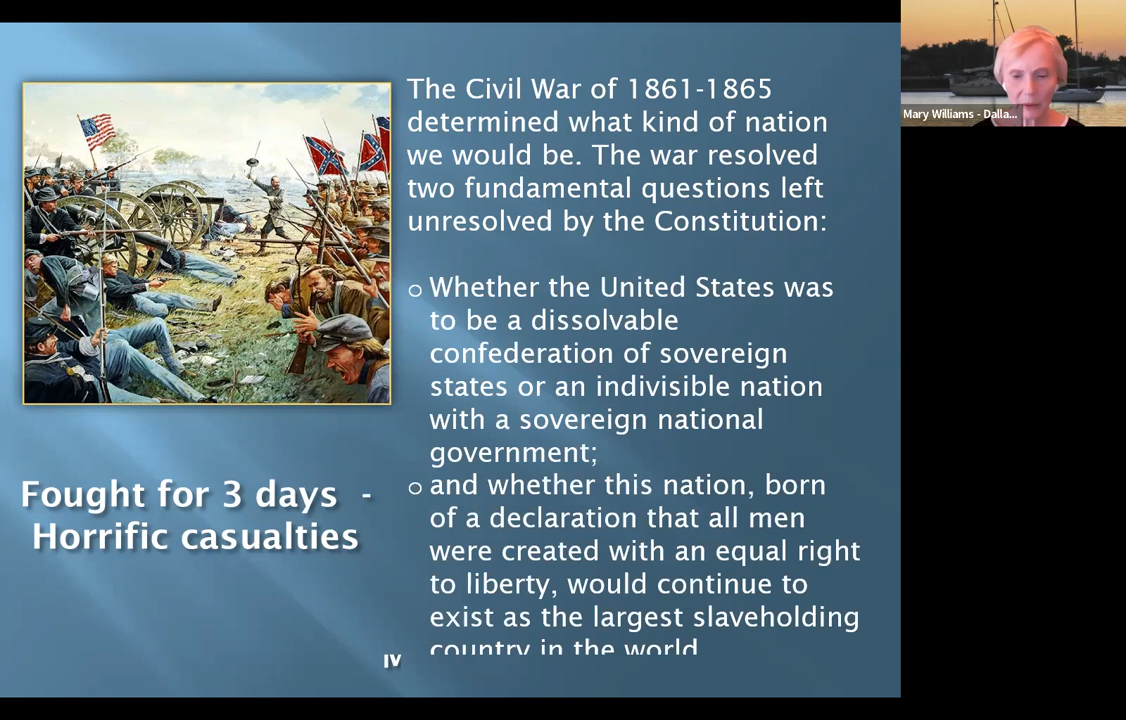 The Civil War of 1861-1865
determined what kind of nation
we would be. The war resolved
two fundamental questions left
unresolved by the Constitution:
o Whether the United States was
to be a dissolvable
confederation of sovereign
states or an indivisible nation
with a sovereign national
government;
o and whether this nation, born
of a declaration that all men
were created with an equal right
to liberty, would continue to
exist as the largest slaveholding
country in the world
Fought for 3 days -
Horrific casualties
IV
Mary Williams - Dalla...